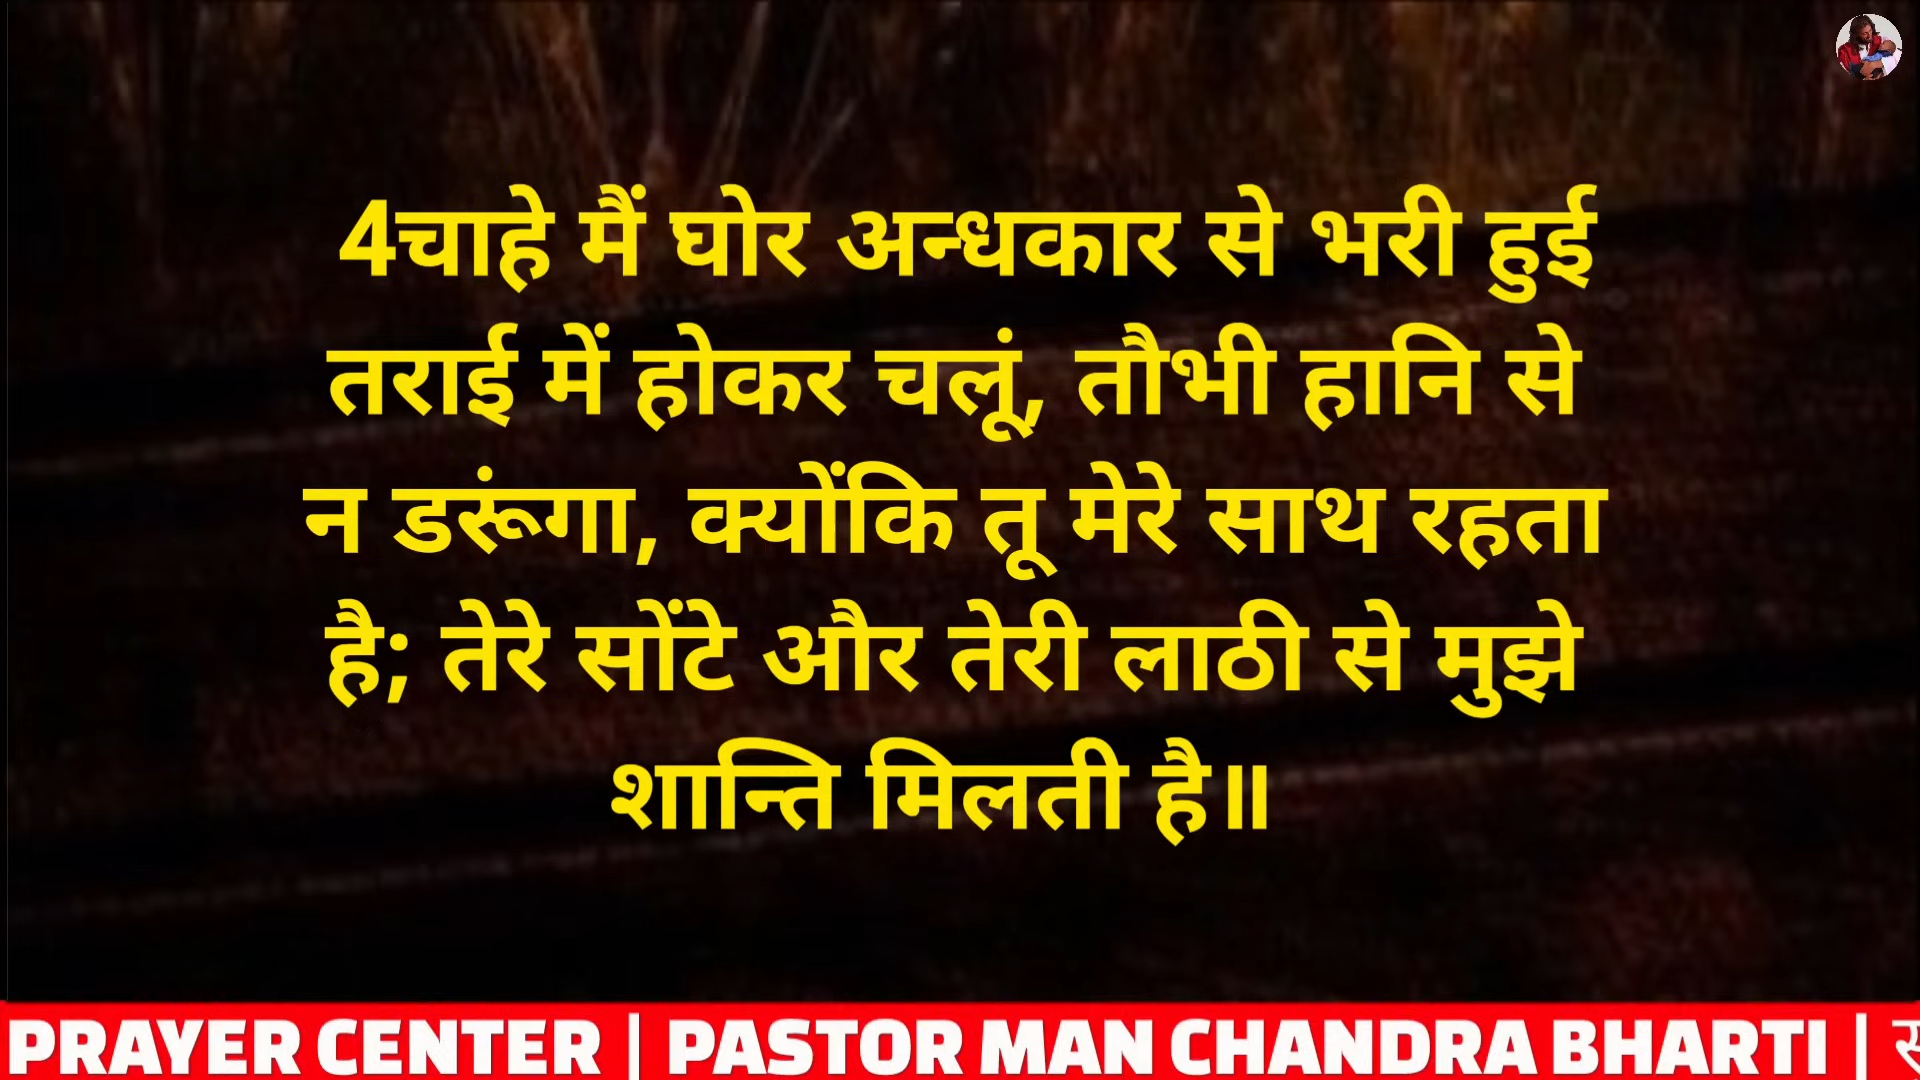 4चाहे मैं घोर अन्धकार से भरी हुई
तराई में होकर चलूं, तौभी हानि से
न डरूंगा, क्योंकि तू मेरे साथ रहता
है; तेरे सोंटे और तेरी लाठी से मुझे
शान्ति मिलती है॥
PRAYER CENTER | PASTOR MAN CHANDRA BHARTI |